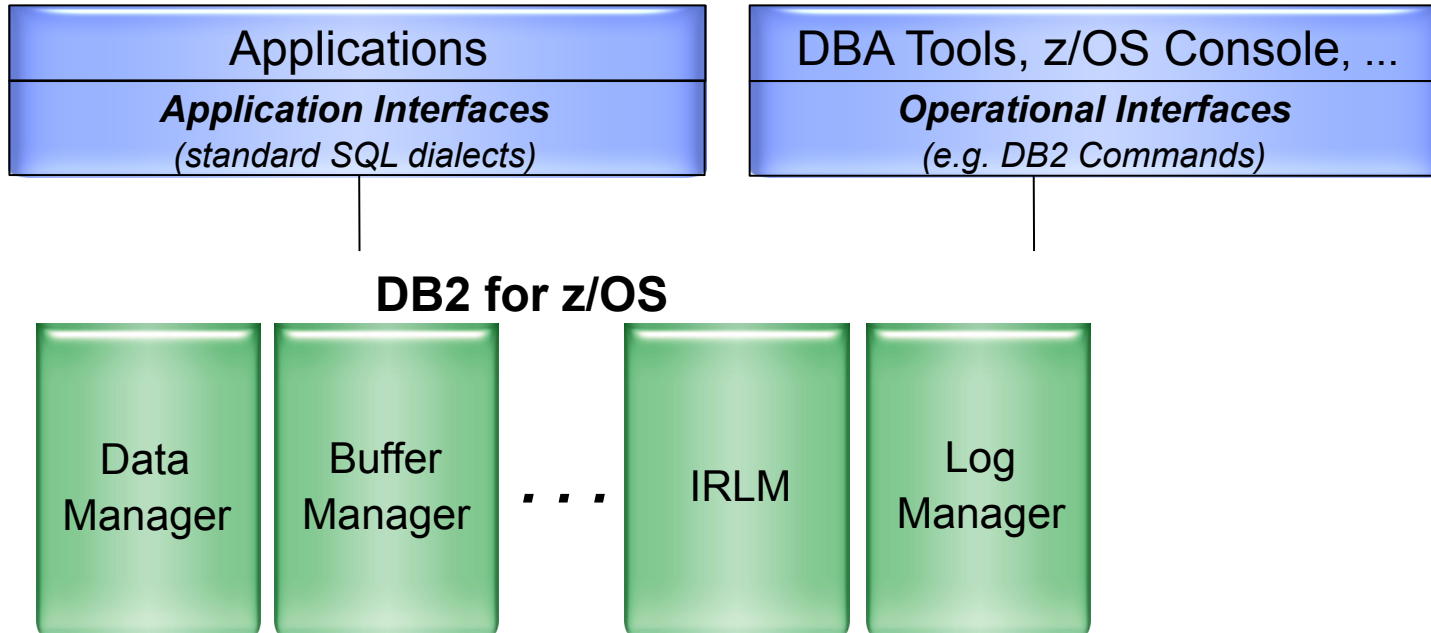 Applications
Application Interfaces
(standard SQL dialects)
DBA Tools, z/OS Console, ...
Operational Interfaces
(e.g. DB2 Commands)
DB2 for z/OS
Data
Manager
Buffer
Manager
. . .
IRLM
Log
Manager